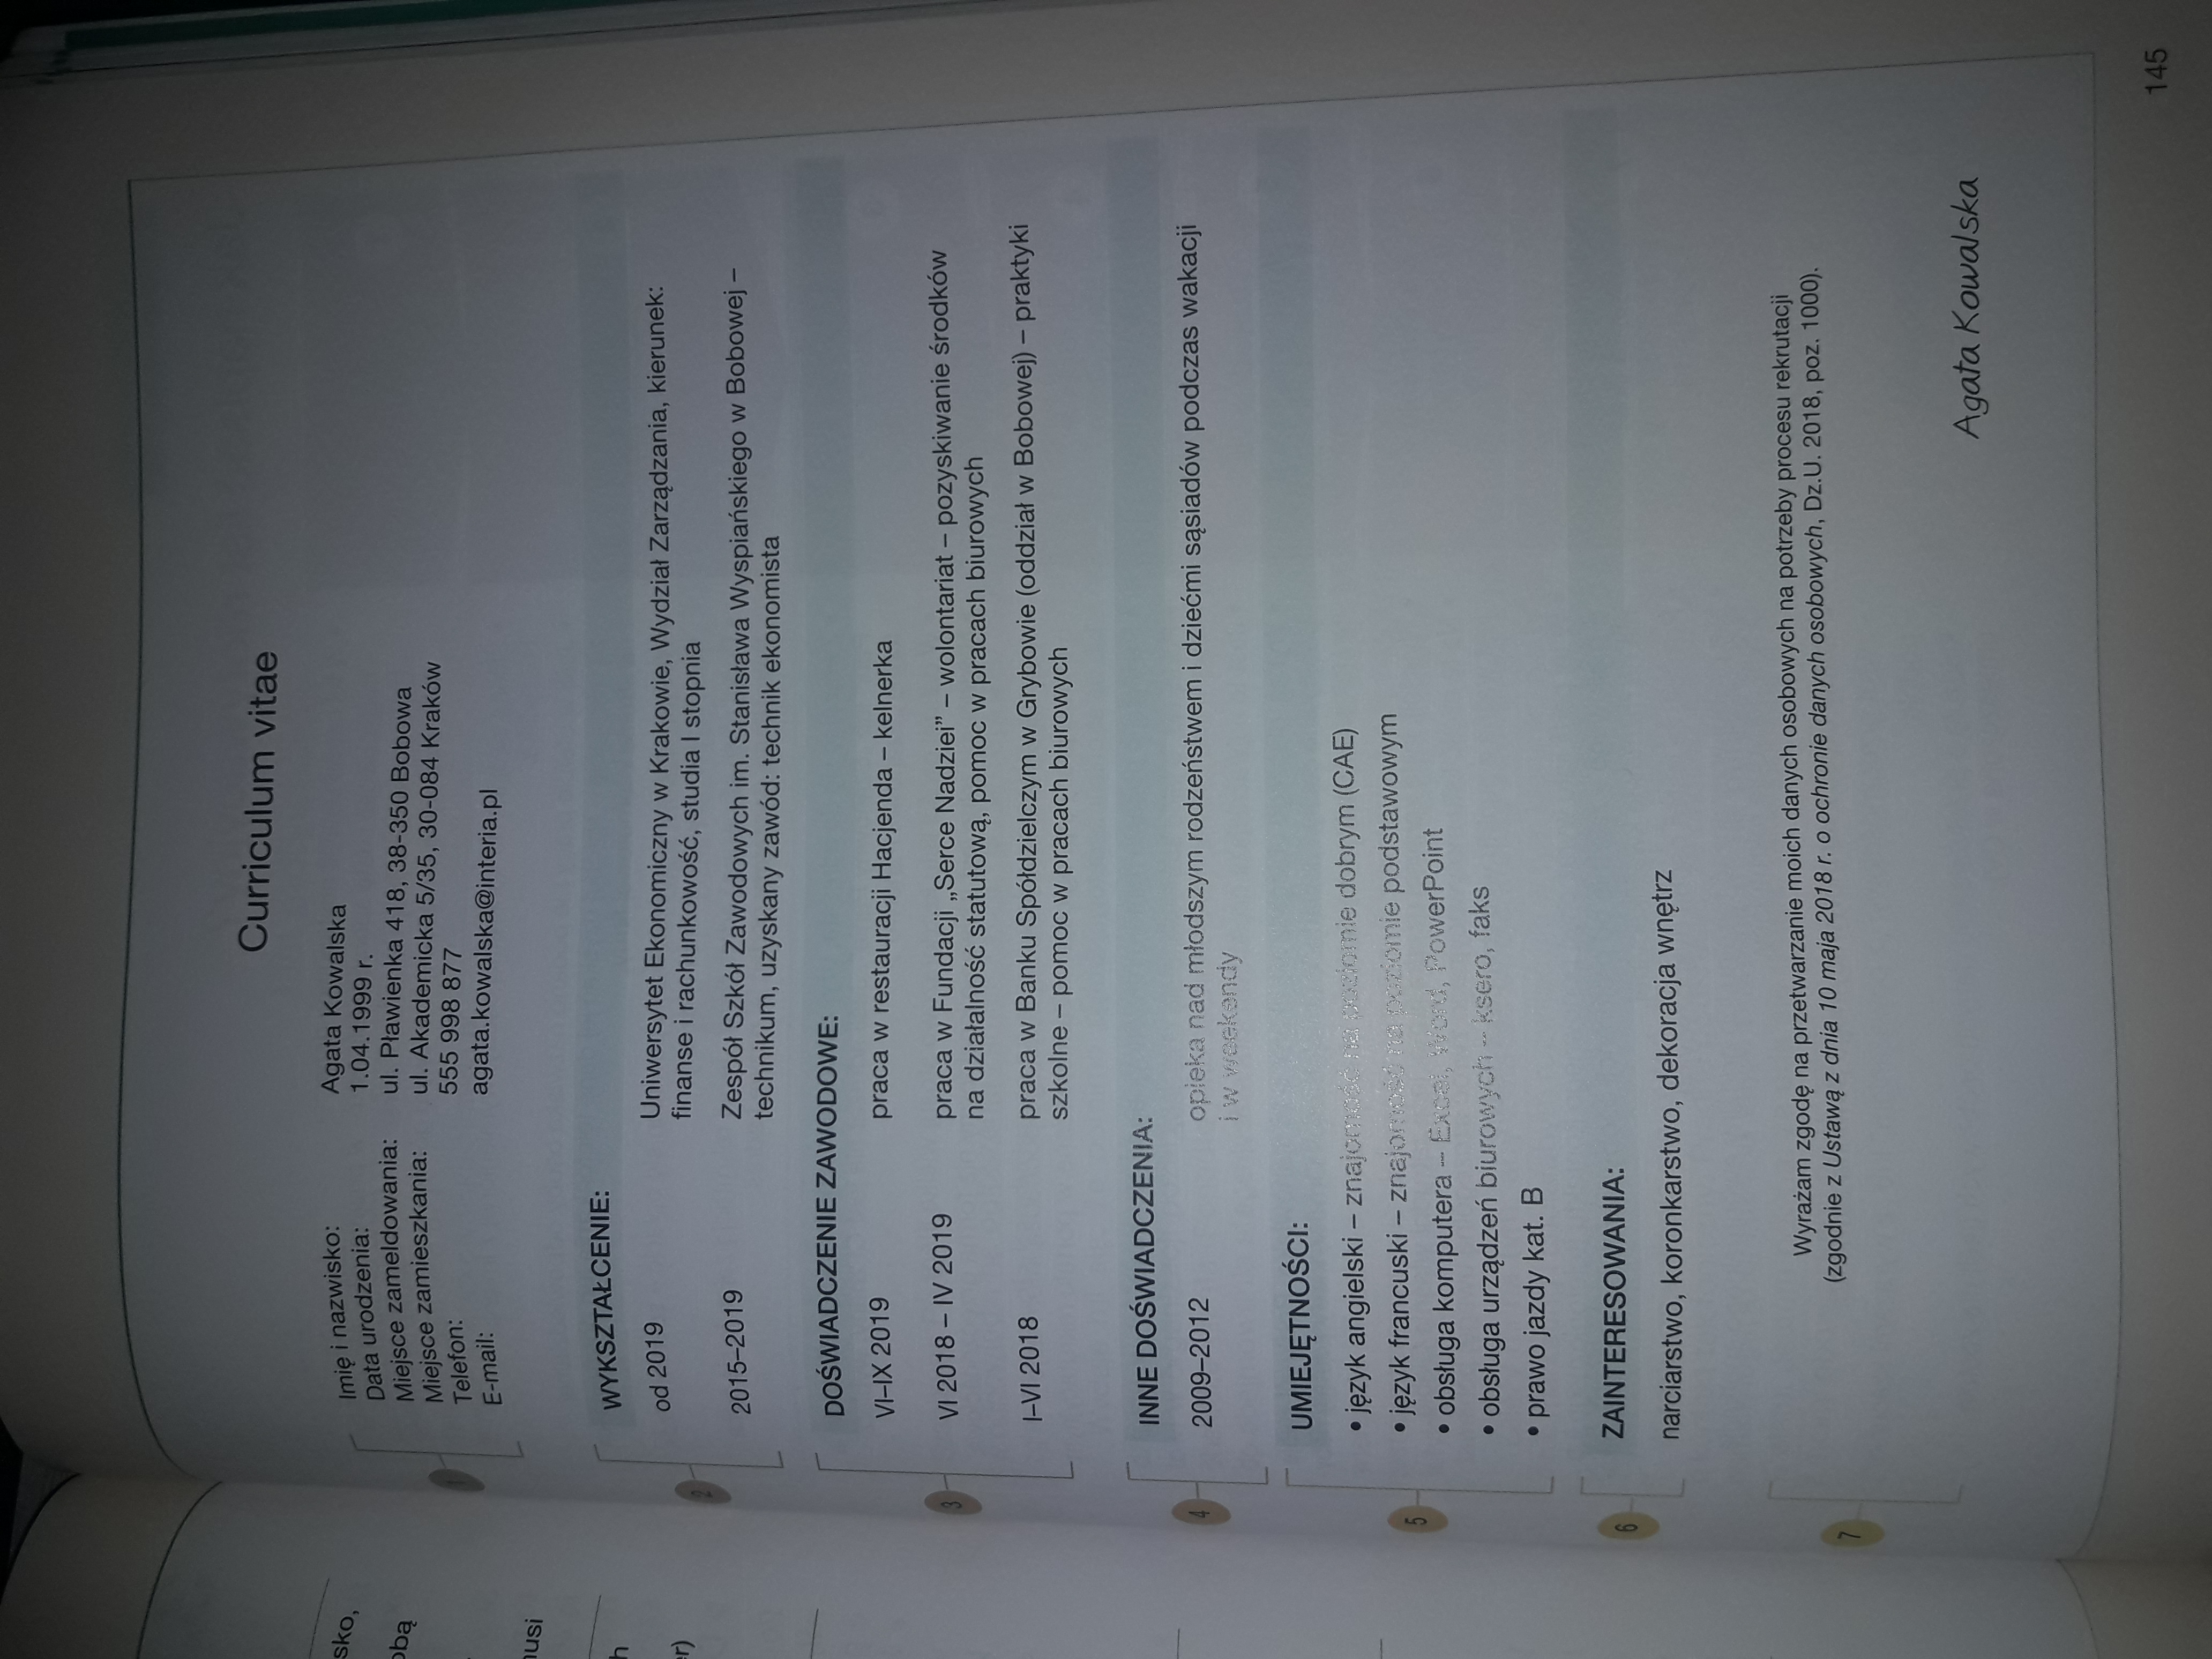 sko,
obą
musi
h
er)
Curriculum vitae
Imię i nazwisko: Agata Kowalska
Data urodzenia: 1.04.1999 r.
Miejsce zameldowania: ul. Pławienka 418, 38-350 Bobowa
Miejsce zamieszkania: ul. Akademicka 5/35, 30-084 Kraków
Telefon: 555 998 877
E-mail: agata.kowalska@interia.pl
1
WYKSZTAŁCENIE:
od 2019 Uniwersytet Ekonomiczny w Krakowie, Wydział Zarządzania, kierunek:
finanse i rachunkowość, studia I stopnia
2
2015–2019 Zespół Szkół Zawodowych im. Stanisława Wyspiańskiego w Bobowej –
technikum, uzyskany zawód: technik ekonomista
DOŚWIADCZENIE ZAWODOWE:
VI–IX 2019 praca w restauracji Hacjenda – kelnerka
3
VI 2018 – IV 2019 praca w Fundacji „Serce Nadziei” – wolontariat – pozyskiwanie środków
na działalność statutową, pomoc w pracach biurowych
I–VI 2018 praca w Banku Spółdzielczym w Grybowie (oddział w Bobowej) – praktyki
szkolne – pomoc w pracach biurowych
INNE DOŚWIADCZENIA:
4
2009–2012 opieka nad młodszym rodzeństwem i dziećmi sąsiadów podczas wakacji
i w weekendy
UMIEJĘTNOŚCI:
• język angielski – znajomość na poziomie dobrym (CAE)
• język francuski – znajomość na poziomie podstawowym
5
• obsługa komputera – Excel, Word, PowerPoint
• obsługa urządzeń biurowych – ksero, faks
• prawo jazdy kat. B
6
ZAINTERESOWANIA:
narciarstwo, koronkarstwo, dekoracja wnętrz
7
Wyrażam zgodę na przetwarzanie moich danych osobowych na potrzeby procesu rekrutacji
(zgodnie z Ustawą z dnia 10 maja 2018 r. o ochronie danych osobowych, Dz.U. 2018, poz. 1000).
Agata Kowalska
145